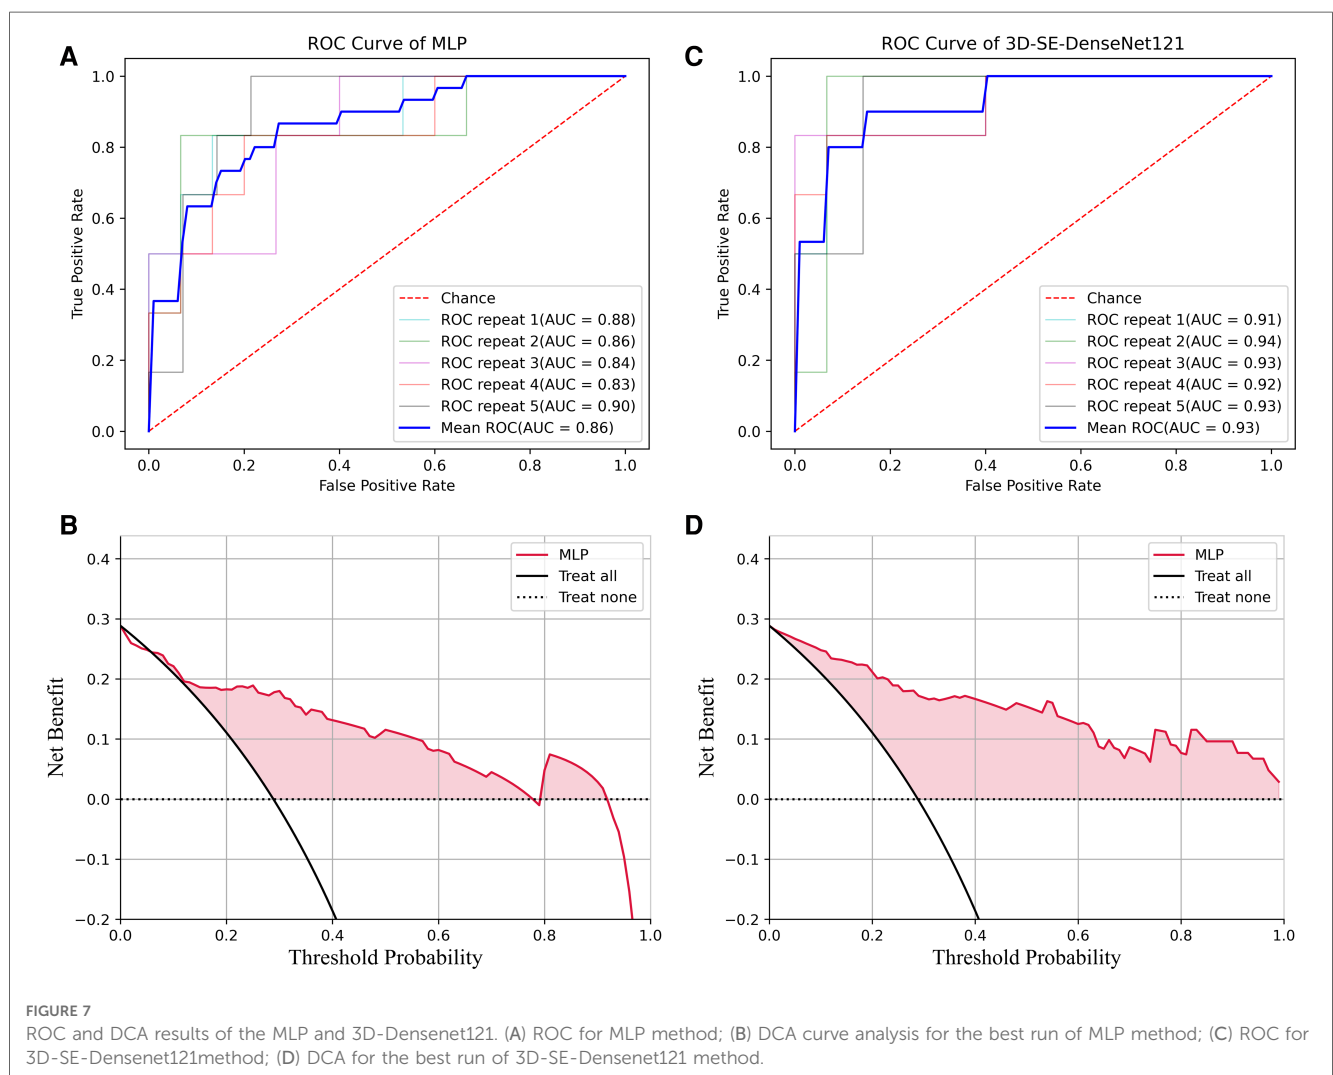 A
ROC Curve of MLP
True Positive Rate
1.0
0.8
0.6
0.4
0.2
0.0
Chance
ROC repeat 1(AUC = 0.88)
ROC repeat 2(AUC = 0.86)
ROC repeat 3(AUC = 0.84)
ROC repeat 4(AUC = 0.83)
ROC repeat 5(AUC = 0.90)
Mean ROC(AUC = 0.86)
0.0 0.2 0.4 0.6 0.8 1.0
False Positive Rate
C
ROC Curve of 3D-SE-DenseNet121
True Positive Rate
1.0
0.8
0.6
0.4
0.2
0.0
Chance
ROC repeat 1(AUC = 0.91)
ROC repeat 2(AUC = 0.94)
ROC repeat 3(AUC = 0.93)
ROC repeat 4(AUC = 0.92)
ROC repeat 5(AUC = 0.93)
Mean ROC(AUC = 0.93)
0.0 0.2 0.4 0.6 0.8 1.0
False Positive Rate
B
Net Benefit
0.4
0.3
0.2
0.1
0.0
−0.1
−0.2
MLP
Treat all
Treat none
0.0 0.2 0.4 0.6 0.8 1.0
Threshold Probability
D
Net Benefit
0.4
0.3
0.2
0.1
0.0
−0.1
−0.2
MLP
Treat all
Treat none
0.0 0.2 0.4 0.6 0.8 1.0
Threshold Probability
FIGURE 7
ROC and DCA results of the MLP and 3D-Densenet121. (A) ROC for MLP method; (B) DCA curve analysis for the best run of MLP method; (C) ROC for
3D-SE-Densenet121method; (D) DCA for the best run of 3D-SE-Densenet121 method.